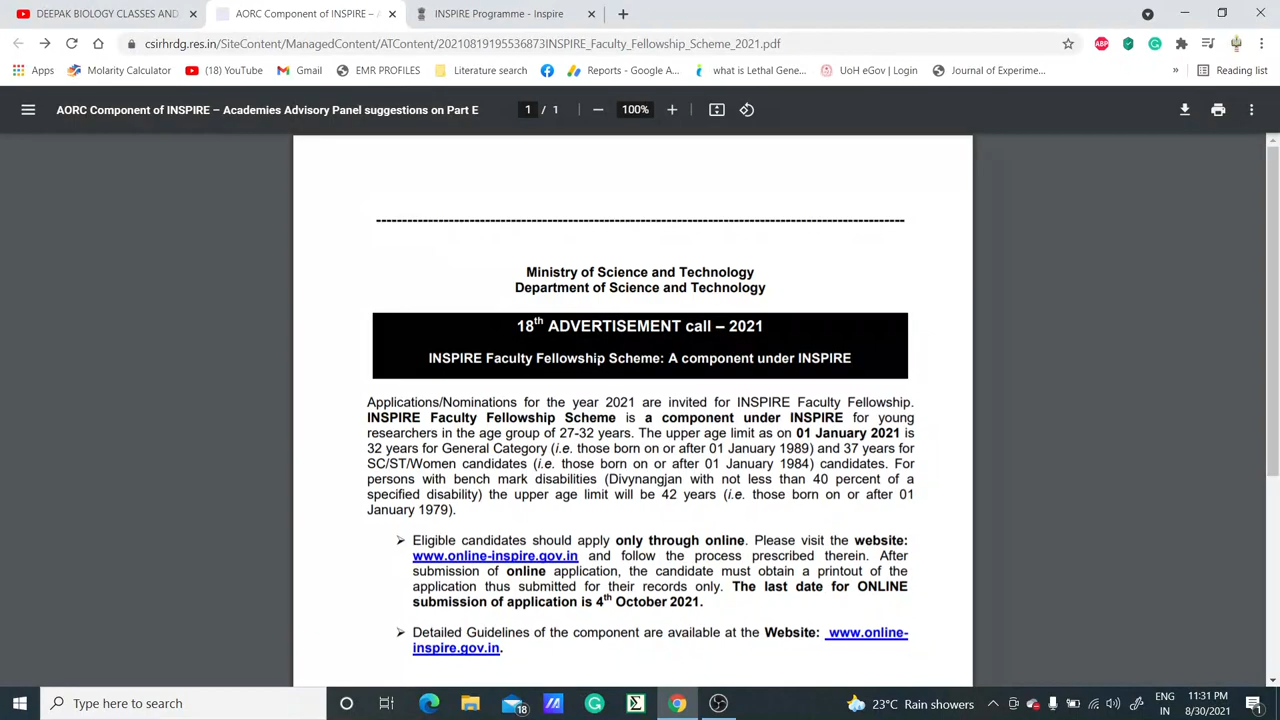 DEEPAK BIOLOGY CLASSES AND
AORC Component of INSPIRE – A
INSPIRE Programme - Inspire
csirhrdg.res.in/SiteContent/ManagedContent/ATContent/20210819195536873INSPIRE_Faculty_Fellowship_Scheme_2021.pdf
ABP
Apps
Molarity Calculator
(18) YouTube
Gmail
EMR PROFILES
Literature search
Reports - Google A...
what is Lethal Gene...
UoH eGov | Login
Journal of Experime...
»
Reading list
AORC Component of INSPIRE – Academies Advisory Panel suggestions on Part E
1 / 1
100%
Ministry of Science and Technology
Department of Science and Technology
18th ADVERTISEMENT call – 2021
INSPIRE Faculty Fellowship Scheme: A component under INSPIRE
Applications/Nominations for the year 2021 are invited for INSPIRE Faculty Fellowship.
INSPIRE Faculty Fellowship Scheme is a component under INSPIRE for young
researchers in the age group of 27-32 years. The upper age limit as on 01 January 2021 is
32 years for General Category (i.e. those born on or after 01 January 1989) and 37 years for
SC/ST/Women candidates (i.e. those born on or after 01 January 1984) candidates. For
persons with bench mark disabilities (Divynangjan with not less than 40 percent of a
specified disability) the upper age limit will be 42 years (i.e. those born on or after 01
January 1979).
➢ Eligible candidates should apply only through online. Please visit the website:
www.online-inspire.gov.in and follow the process prescribed therein. After
submission of online application, the candidate must obtain a printout of the
application thus submitted for their records only. The last date for ONLINE
submission of application is 4th October 2021.
➢ Detailed Guidelines of the component are available at the Website: www.online-
inspire.gov.in.
Type here to search
18
23°C Rain showers
ENG
IN
11:31 PM
8/30/2021